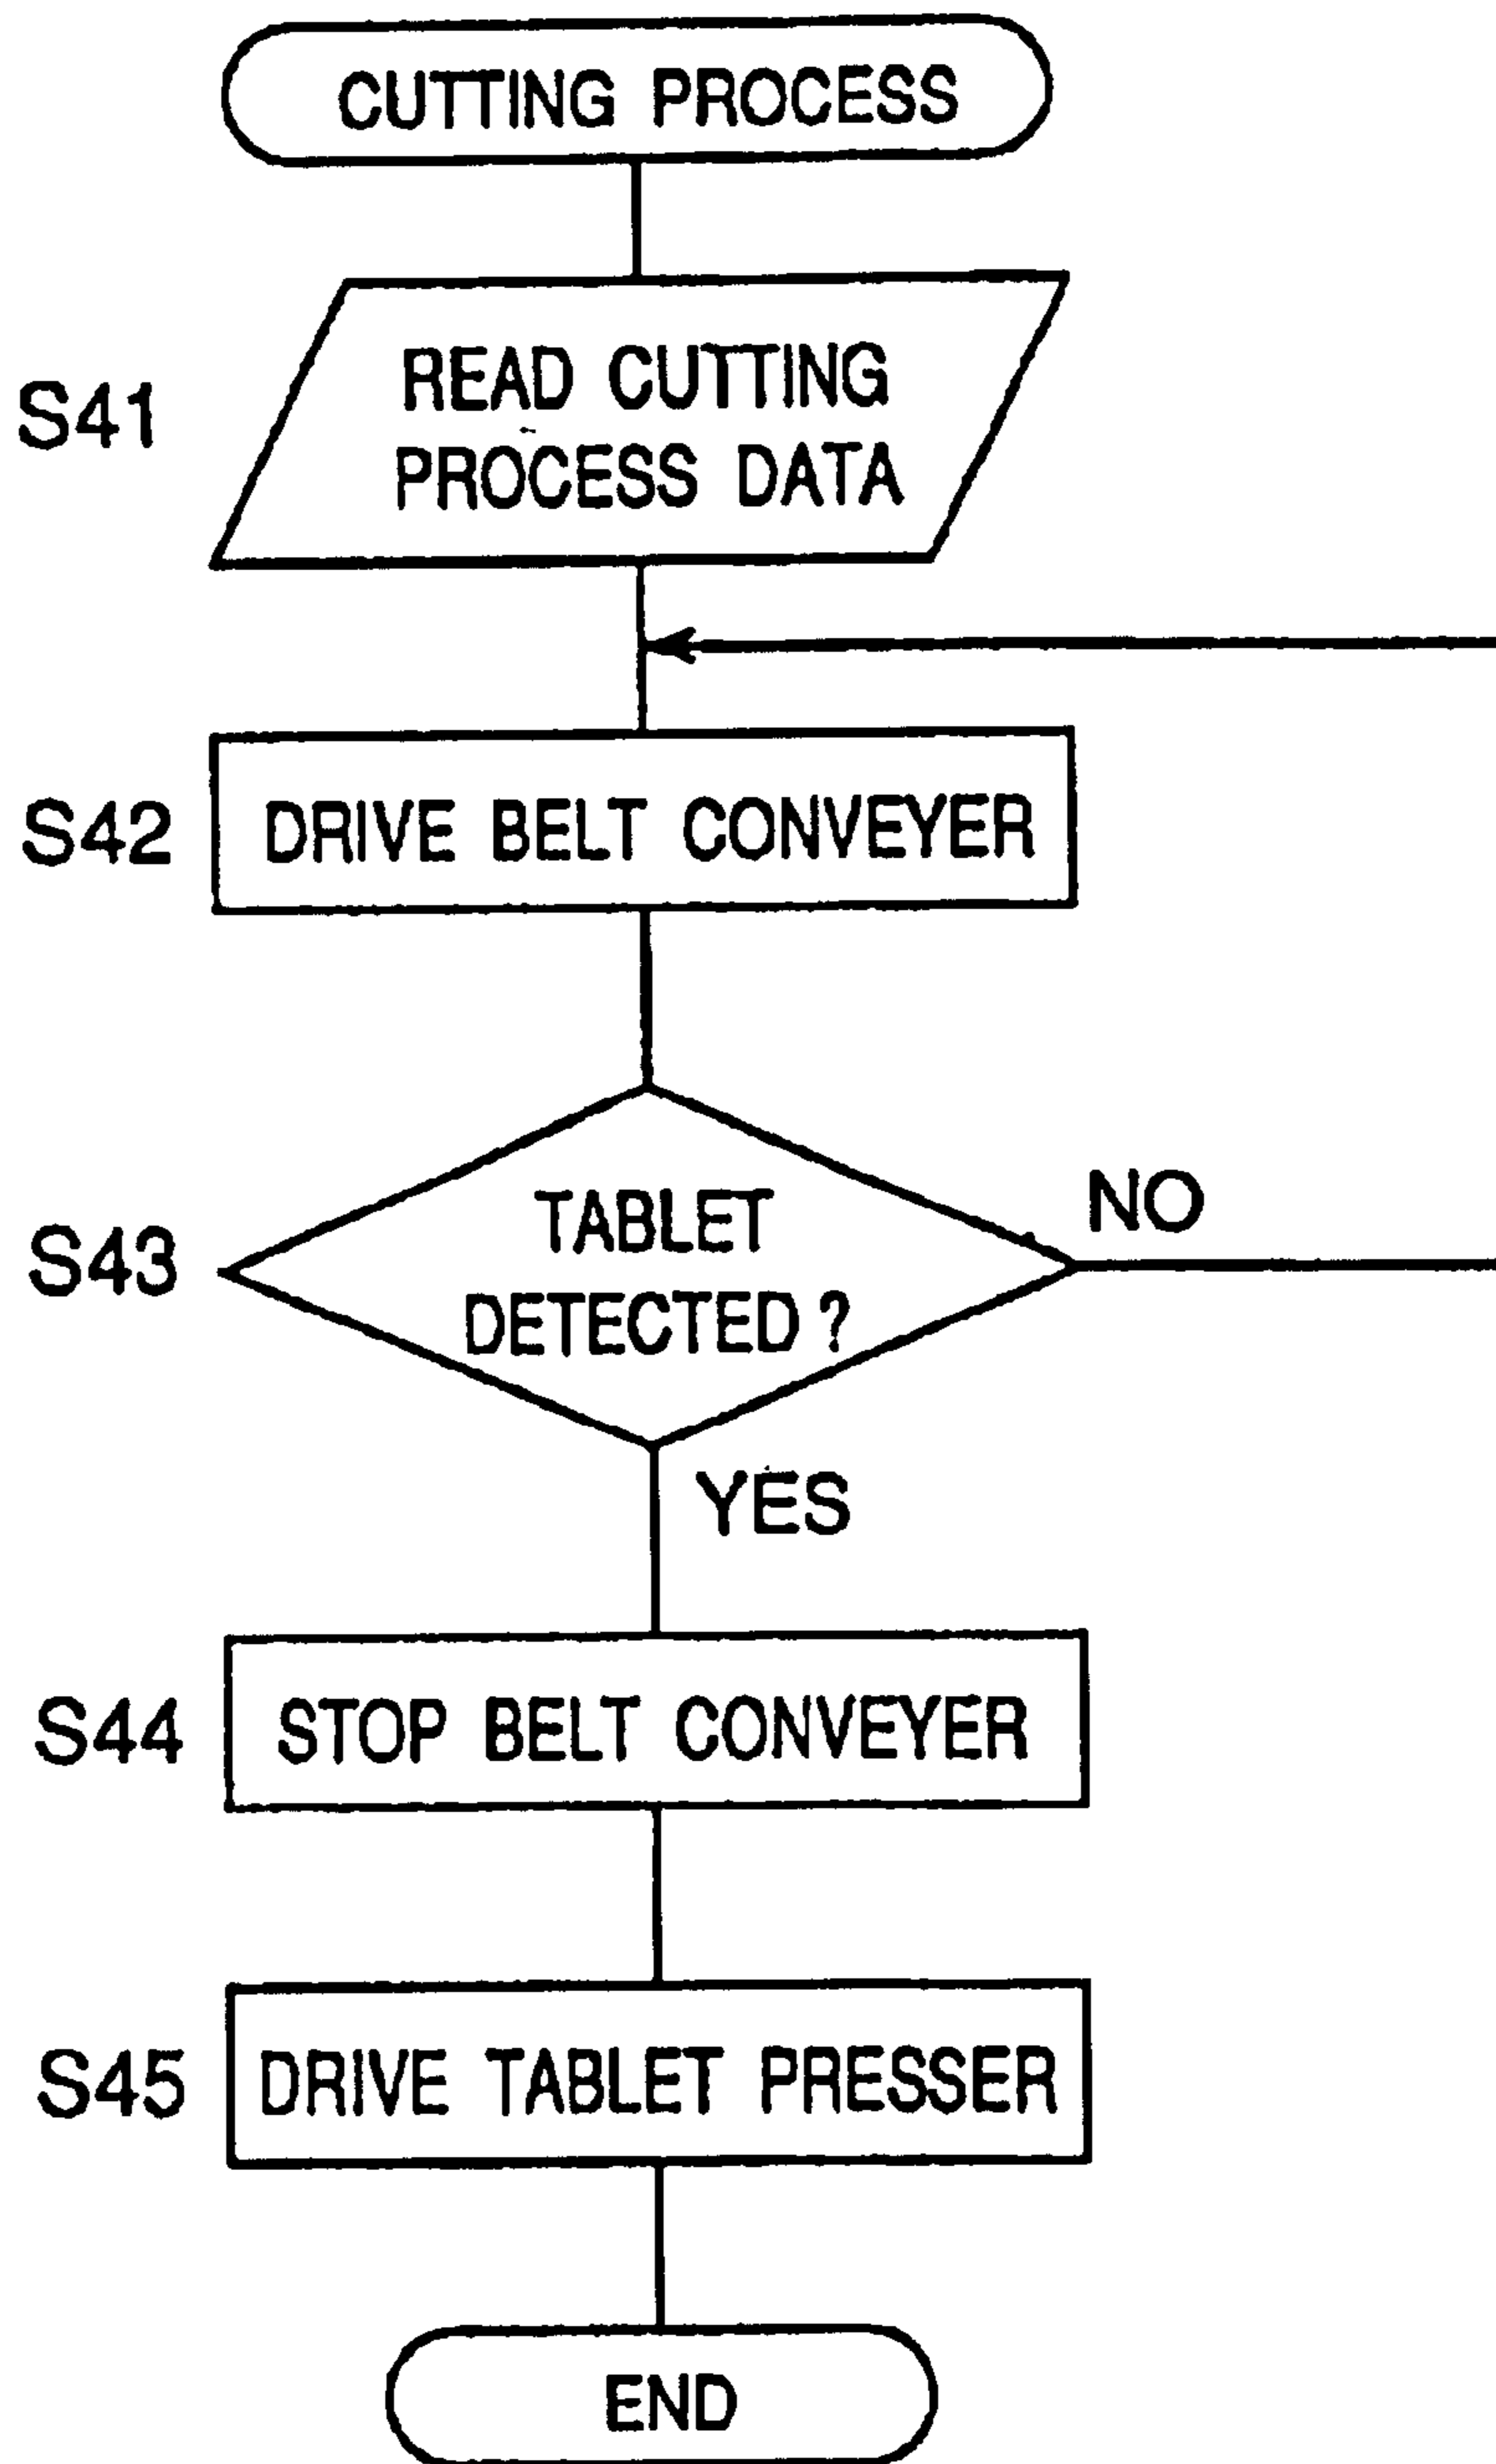 CUTTING PROCESS
S41
READ CUTTING
PROCESS DATA
S42
DRIVE BELT CONVEYER
S43
TABLET
DETECTED ?
NO
YES
S44
STOP BELT CONVEYER
S45
DRIVE TABLET PRESSER
END